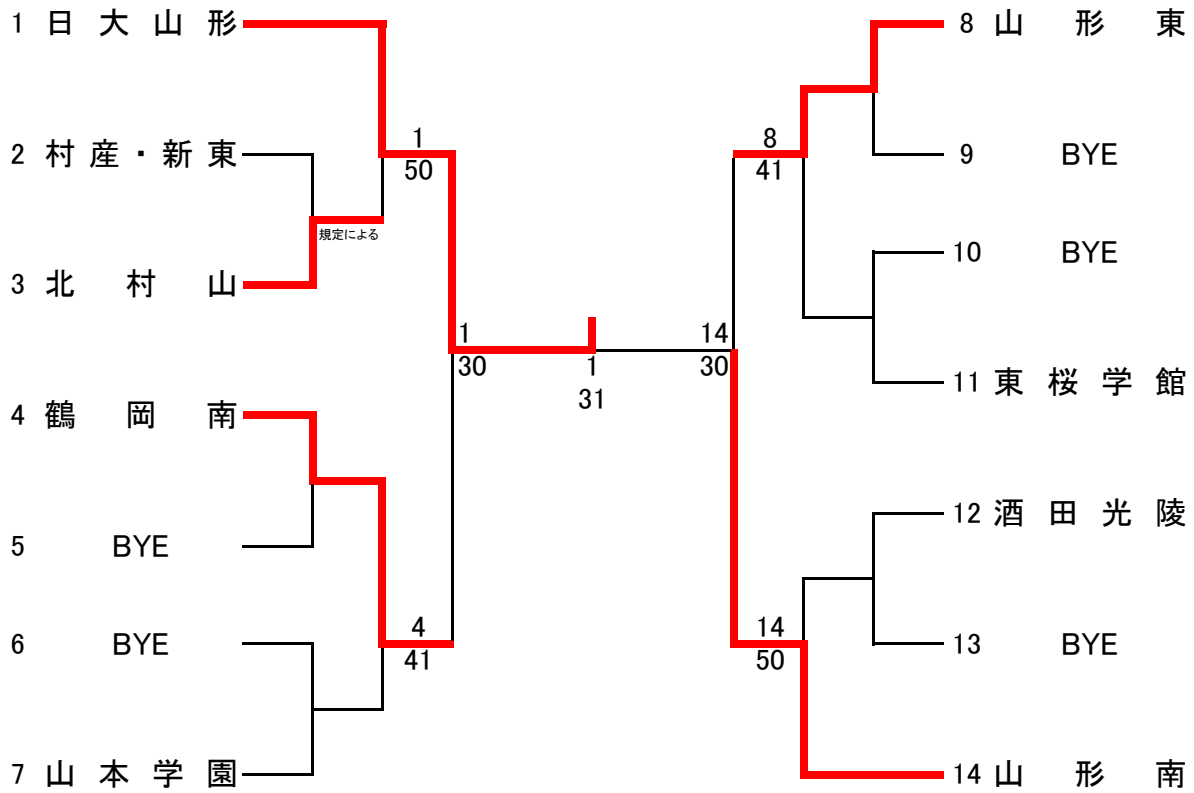 1 日大山形
2 村産・新東
規定による
3 北村山
4 鶴岡南
5 BYE
6 BYE
7 山本学園
1
50
4
41
1
30
1
31
14
30
8
41
14
50
8 山形東
9 BYE
10 BYE
11 東桜学館
12 酒田光陵
13 BYE
14 山形南